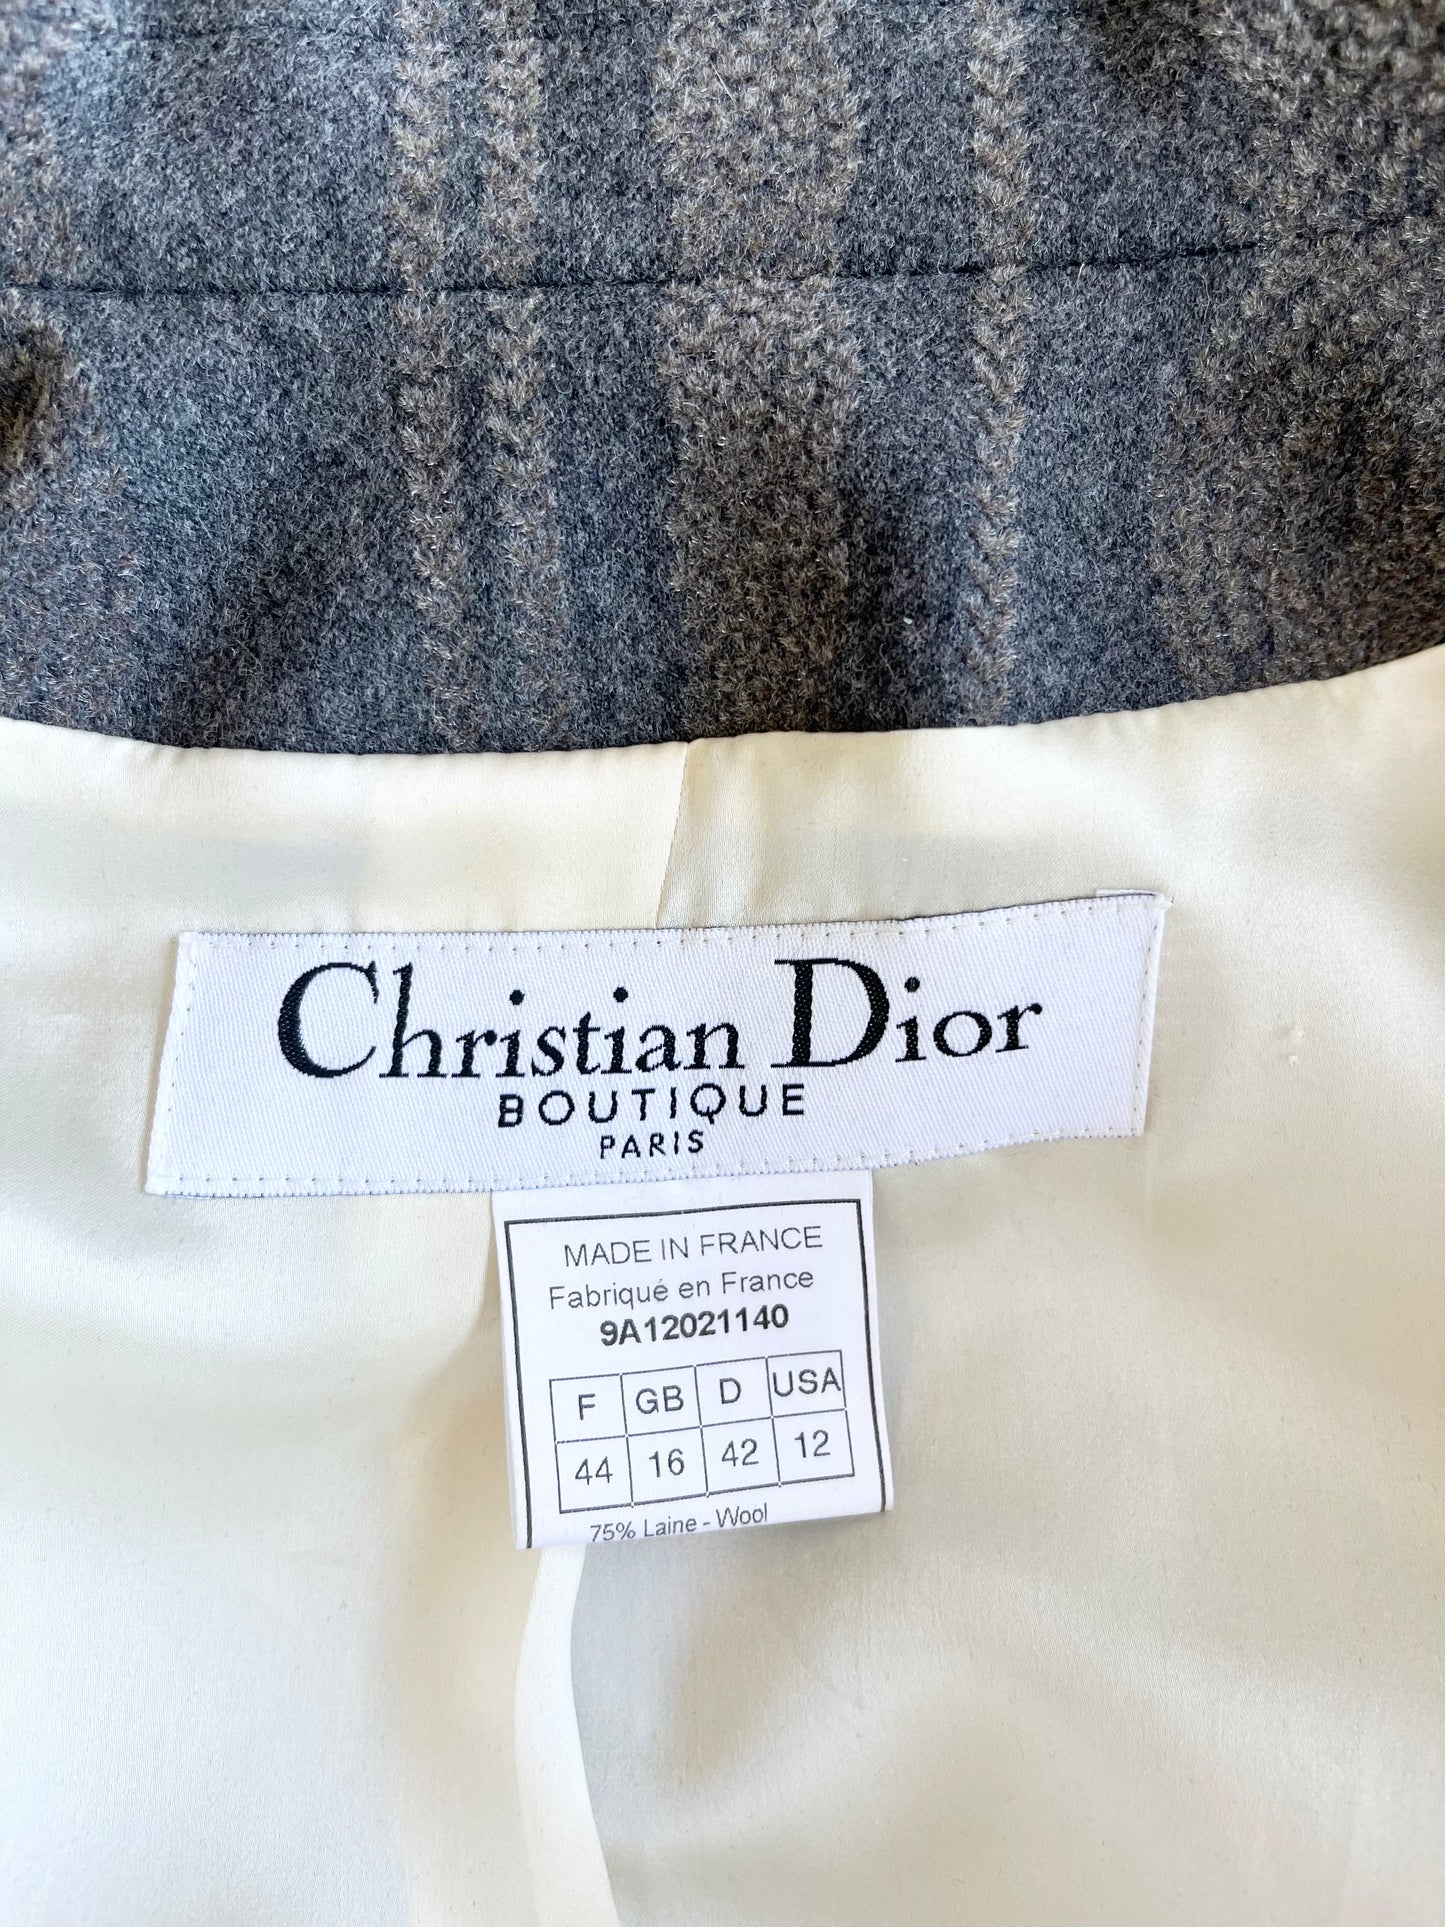 Christian Dior
BOUTIQUE
PARIS
MADE IN FRANCE
Fabriqué en France
9A12021140
F GB D USA
44 16 42 12
75% Laine - Wool